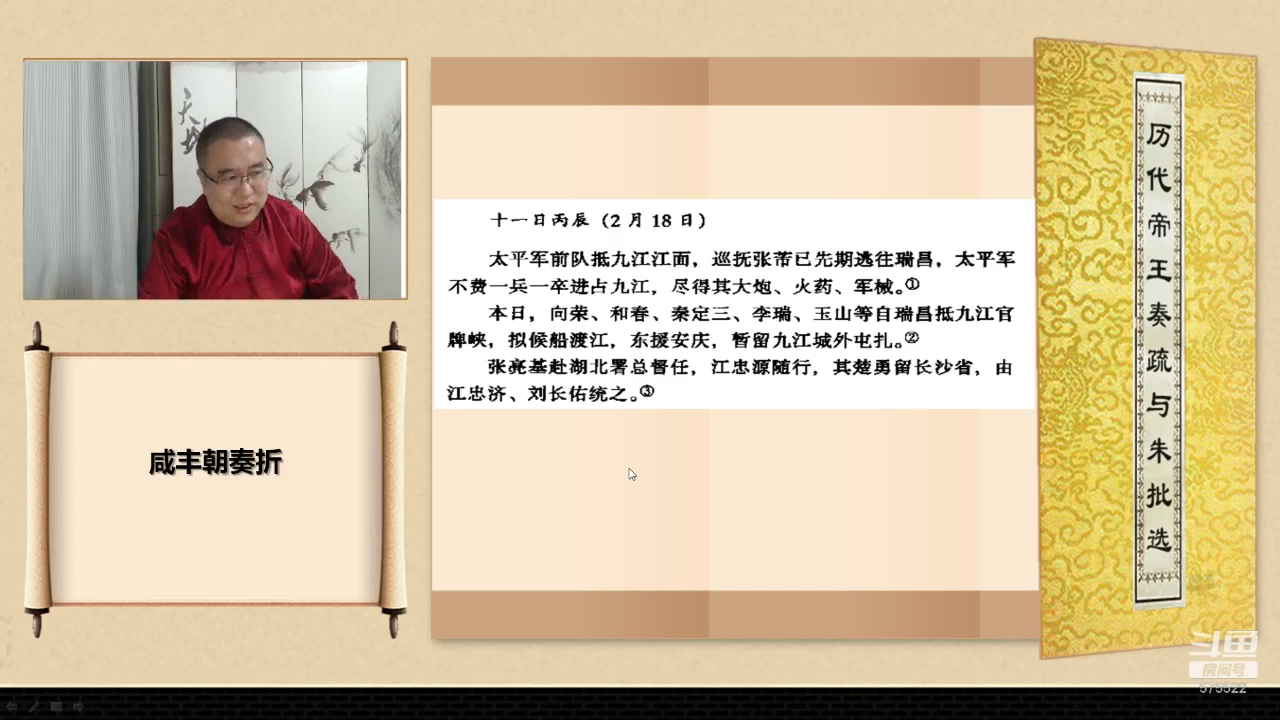 天地
十一日丙辰（2 月 18 日）
太平军前队抵九江江面，巡抚张芾已先期逃往瑞昌，太平军
不费一兵一卒进占九江，尽得其大炮、火药、军械。①
本日，向荣、和春、秦定三、李瑞、玉山等自瑞昌抵九江官
牌峡，拟候船渡江，东援安庆，暂留九江城外屯扎。②
张亮基赴湖北署总督任，江忠源随行，其楚勇留长沙省，由
江忠济、刘长佑统之。③
咸丰朝奏折
历代帝王奏疏与朱批选
斗鱼
房间号
575522